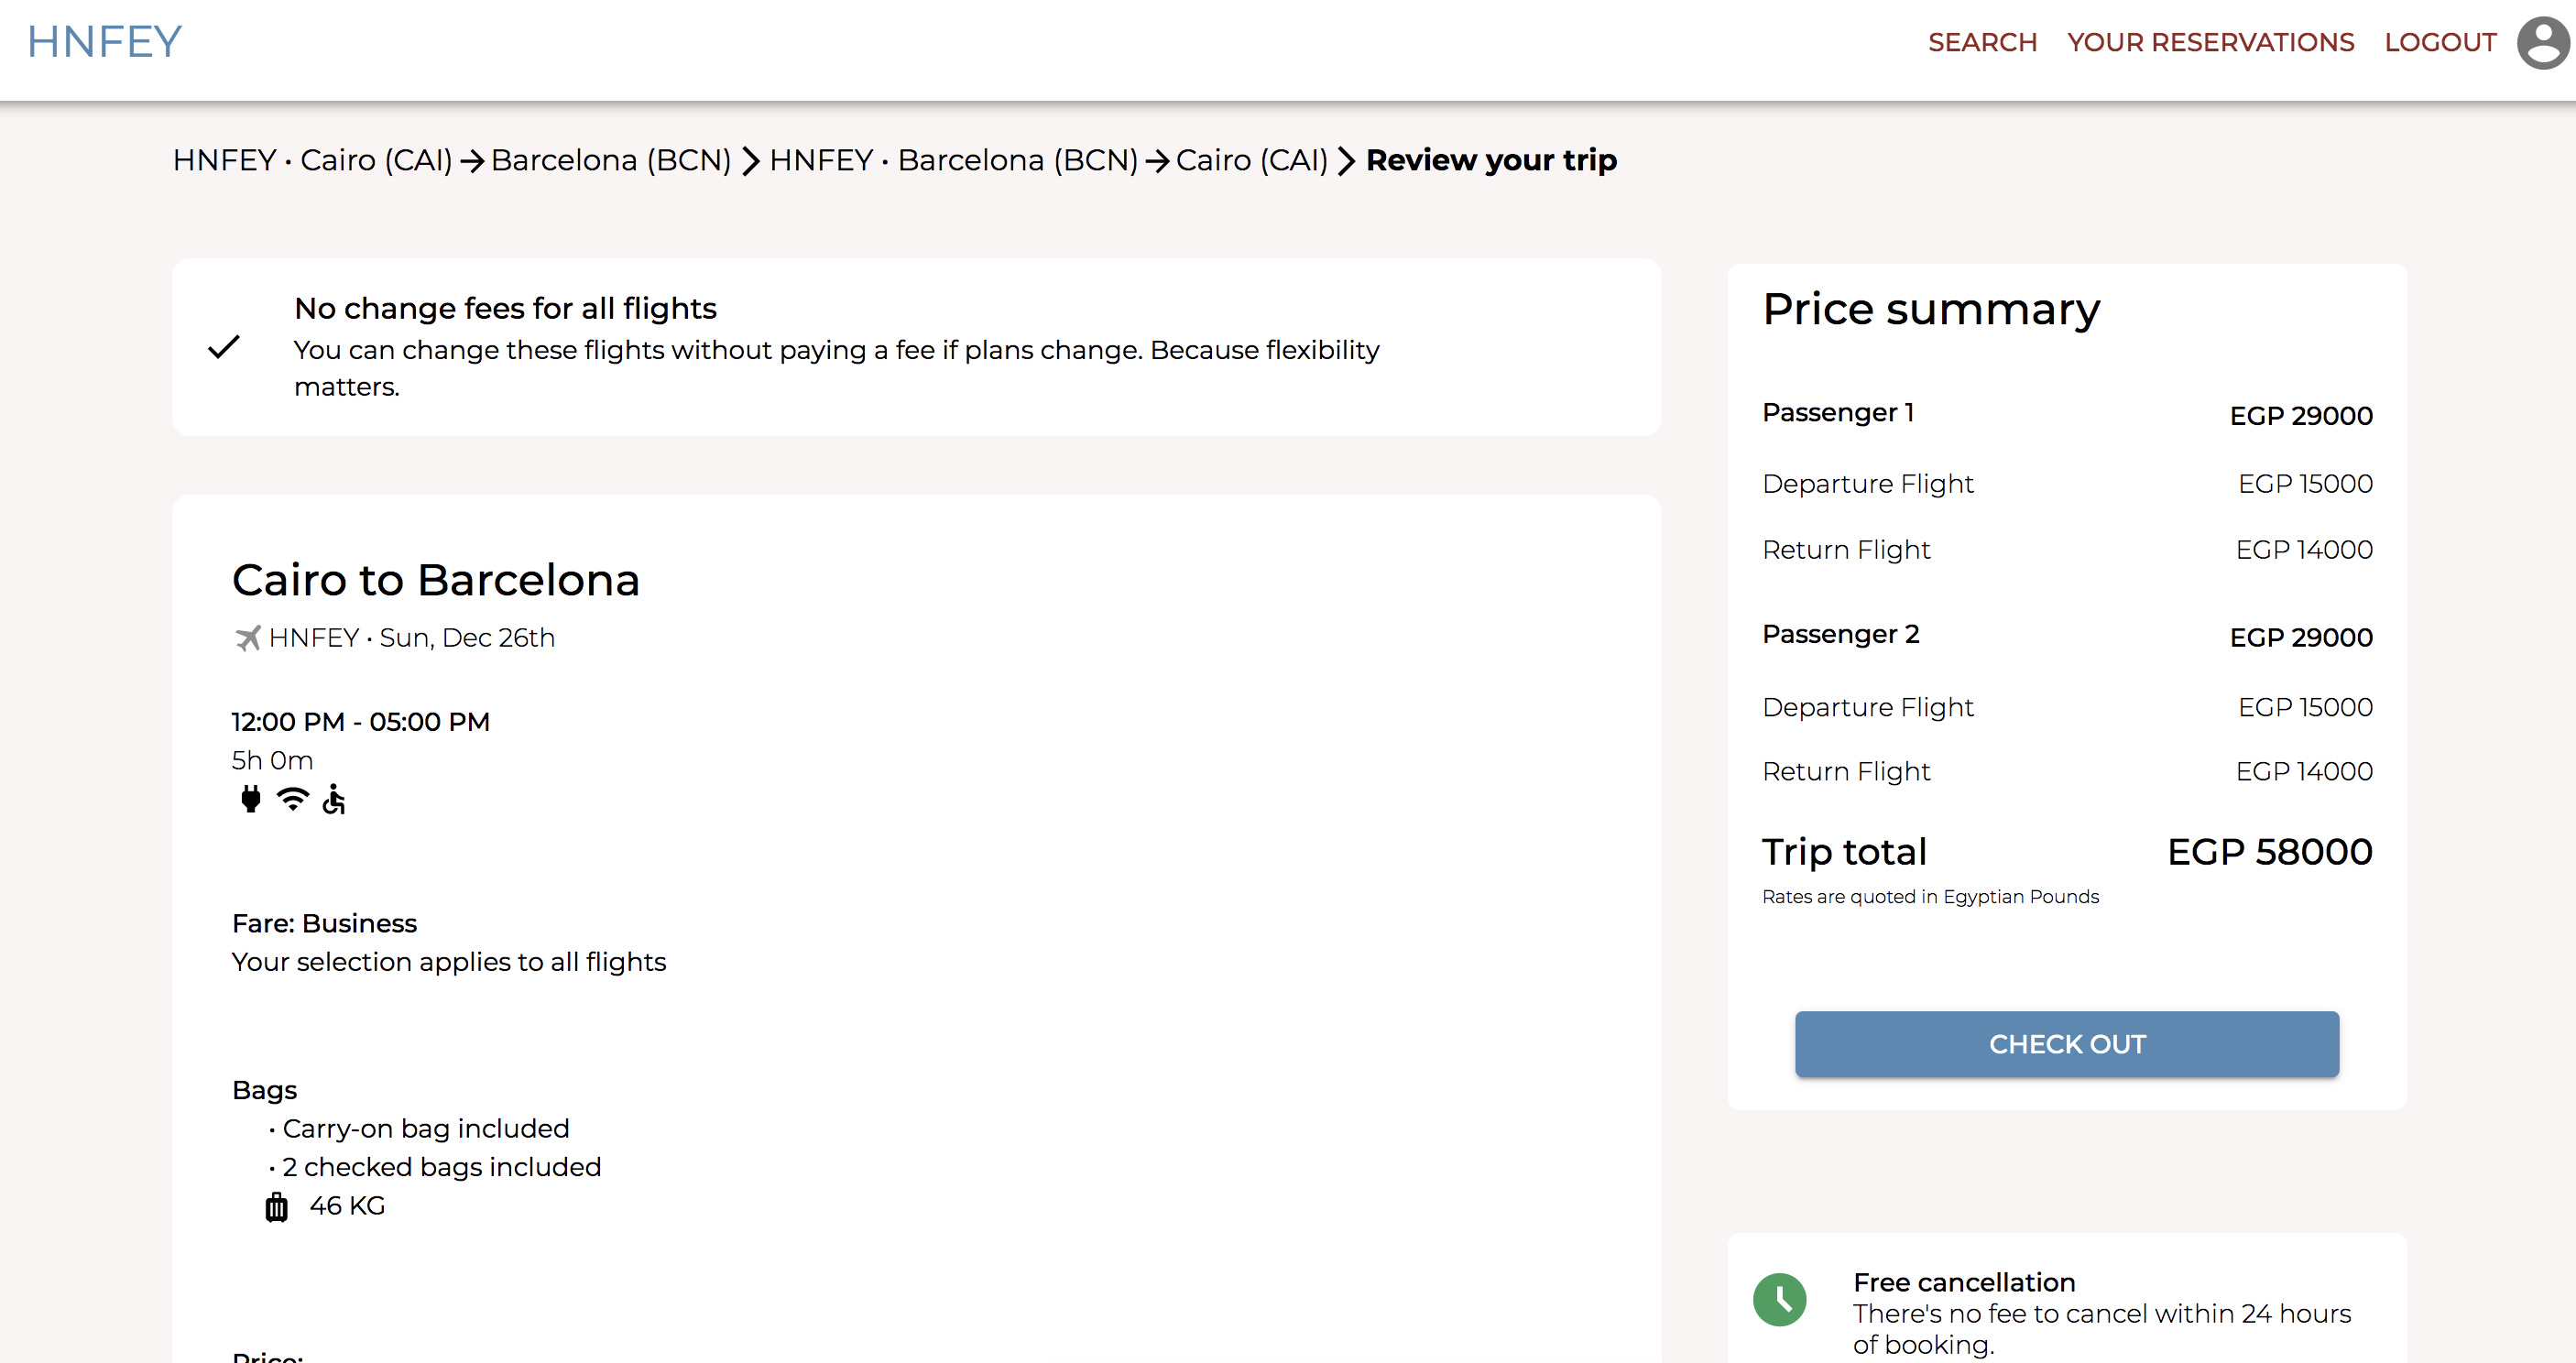 HNFEY
SEARCH YOUR RESERVATIONS LOGOUT
HNFEY • Cairo (CAI) → Barcelona (BCN) > HNFEY • Barcelona (BCN) → Cairo (CAI) > Review your trip
No change fees for all flights
You can change these flights without paying a fee if plans change. Because flexibility
matters.
Cairo to Barcelona
HNFEY • Sun, Dec 26th
12:00 PM - 05:00 PM
5h 0m
Fare: Business
Your selection applies to all flights
Bags
• Carry-on bag included
• 2 checked bags included
46 KG
Price:
Price summary
Passenger 1 EGP 29000
Departure Flight EGP 15000
Return Flight EGP 14000
Passenger 2 EGP 29000
Departure Flight EGP 15000
Return Flight EGP 14000
Trip total EGP 58000
Rates are quoted in Egyptian Pounds
CHECK OUT
Free cancellation
There's no fee to cancel within 24 hours
of booking.